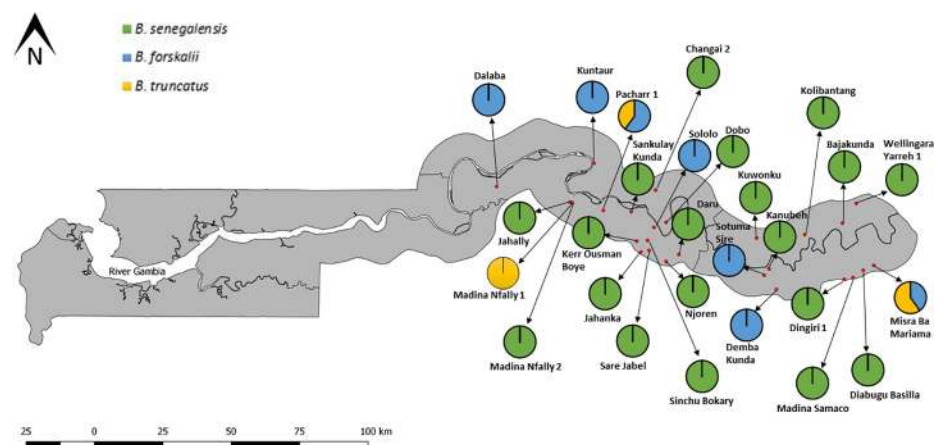 N
B. senegalensis
B. forskalii
B. truncatus
Changai 2
Dalaba
Kuntaur
Pacharr 1
Kolibantang
Sankulay
Kunda
Sololo
Dobo
Bajakunda
Wellingara
Yarreh 1
Kuwonku
Daru
Kanubeh
Sotuma
Sire
Jahally
Kerr Ousman
Boye
River Gambia
Madina Nfally 1
Jahanka
Njoren
Dingiri 1
Misra Ba
Mariama
Demba
Kunda
Madina Nfally 2
Sare Jabel
Sinchu Bokary
Madina Samaco
Diabugu Basilla
25 0 25 50 75 100 km